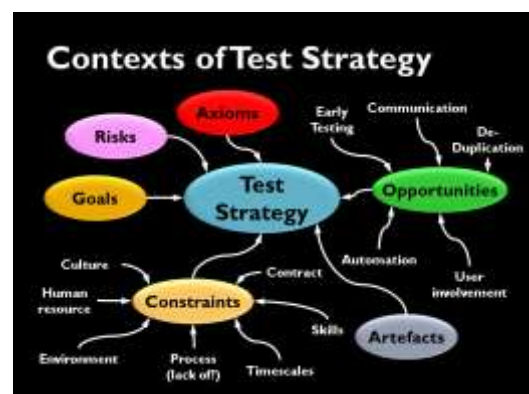 Contexts of Test Strategy
Axioms
Risks
Goals
Test
Strategy
Early
Testing
Communication
De-
Duplication
Opportunities
Automation
User
involvement
Culture
Human
resource
Environment
Process
(lack of?)
Timescales
Skills
Contract
Constraints
Artefacts